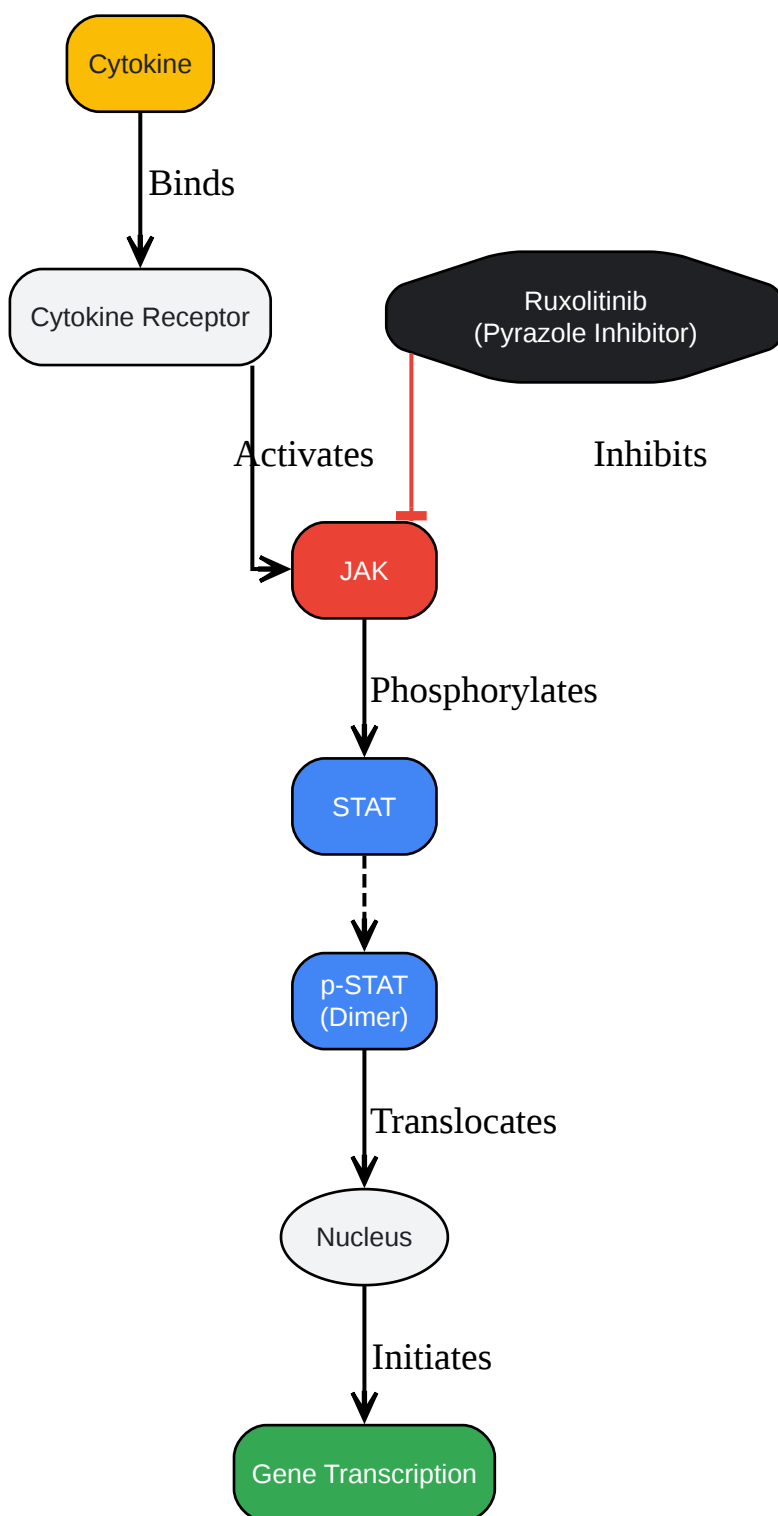 Cytokine
Binds
Cytokine Receptor
Ruxolitinib
(Pyrazole Inhibitor)
Activates
Inhibits
JAK
Phosphorylates
STAT
p-STAT
(Dimer)
Translocates
Nucleus
Initiates
Gene Transcription